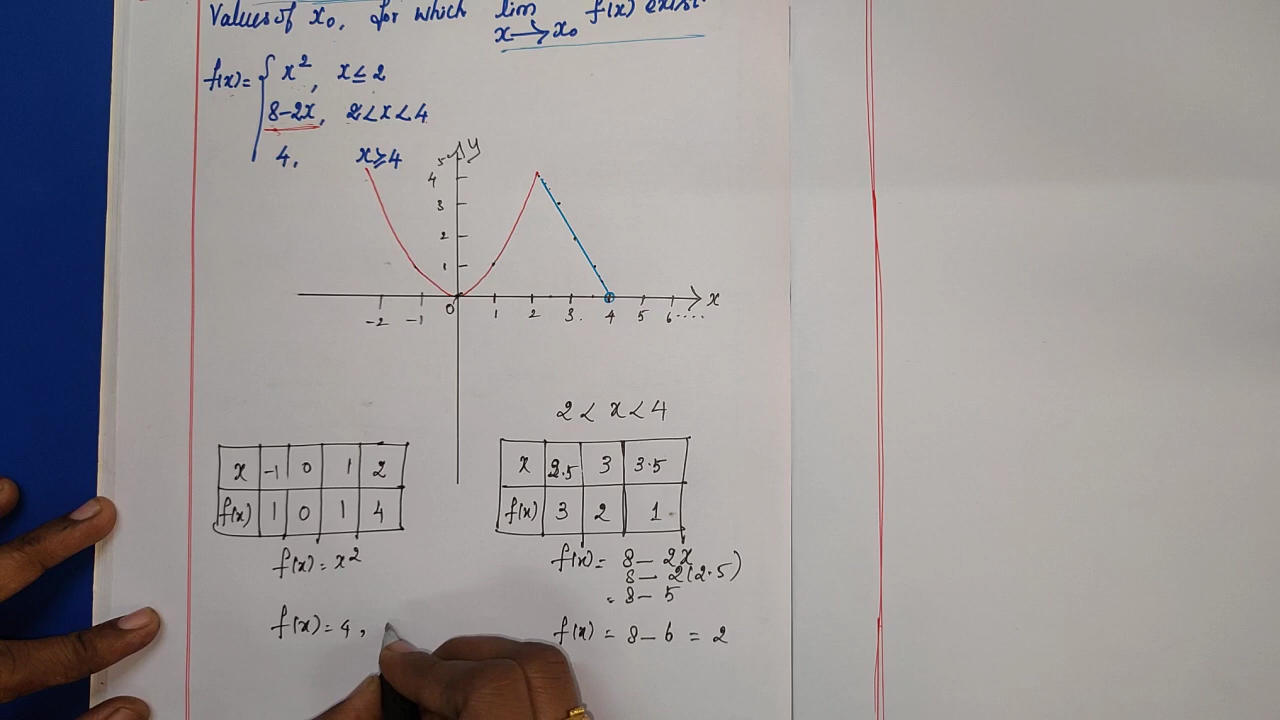 Values of x₀, for which lim x→x₀ f(x) exist.
f(x) = { x², x ≤ 2
8-2x, 2<x<4
4, x ≥ 4
y
5
4
3
2
1
0
-2 -1 1 2 3. 4 5 6.... x
2 < x < 4
x -1 0 1 2
f(x) 1 0 1 4
x 2.5 3 3.5
f(x) 3 2 1
f(x) = x²
f(x) = 8 - 2x
8 - 2(2.5)
= 8 - 5
f(x) = 4,
f(x) = 8 - 6 = 2